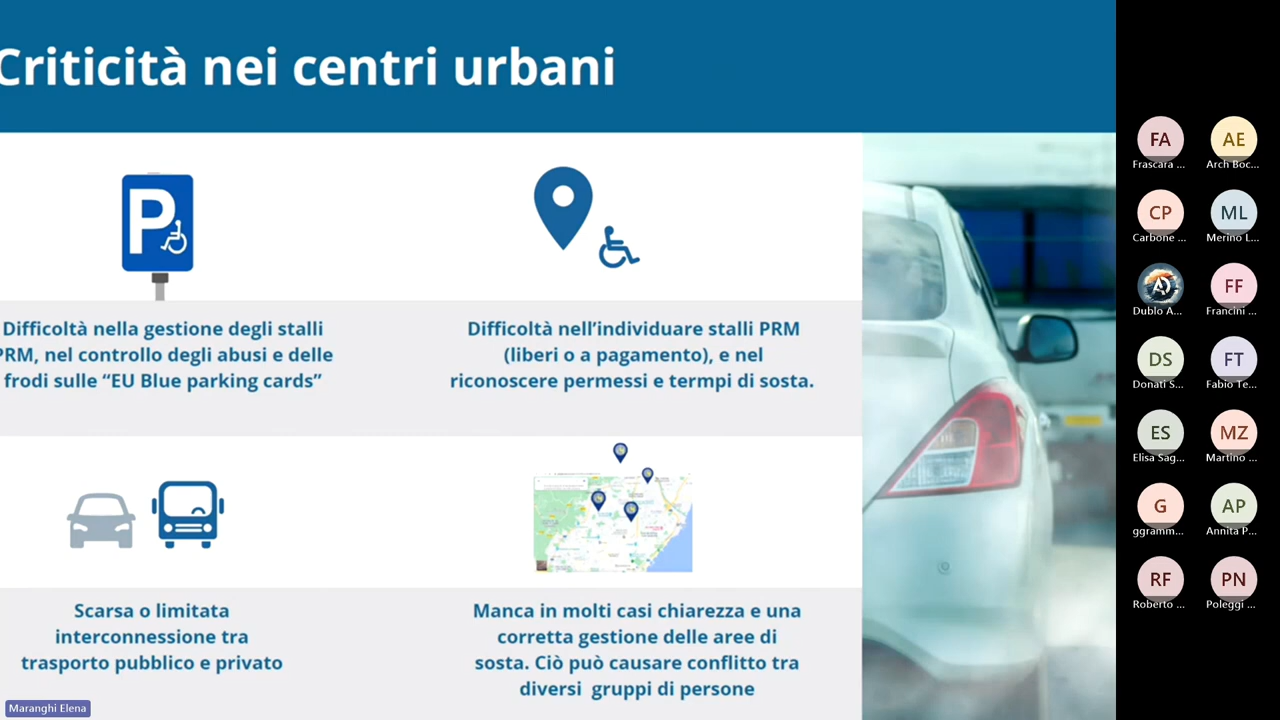 Criticità nei centri urbani
P
Difficoltà nella gestione degli stalli
PRM, nel controllo degli abusi e delle
frodi sulle “EU Blue parking cards”
Difficoltà nell’individuare stalli PRM
(liberi o a pagamento), e nel
riconoscere permessi e termpi di sosta.
Scarsa o limitata
interconnessione tra
trasporto pubblico e privato
Manca in molti casi chiarezza e una
corretta gestione delle aree di
sosta. Ciò può causare conflitto tra
diversi gruppi di persone
Maranghi Elena
FA
Frascara ...
AE
Arch Boc...
CP
Carbone ...
ML
Merino L...
AD
Dublo A...
FF
Francini ...
DS
Donati S...
FT
Fabio Te...
ES
Elisa Sag...
MZ
Martino ...
G
ggramm...
AP
Annita P...
RF
Roberto ...
PN
Poleggi ...